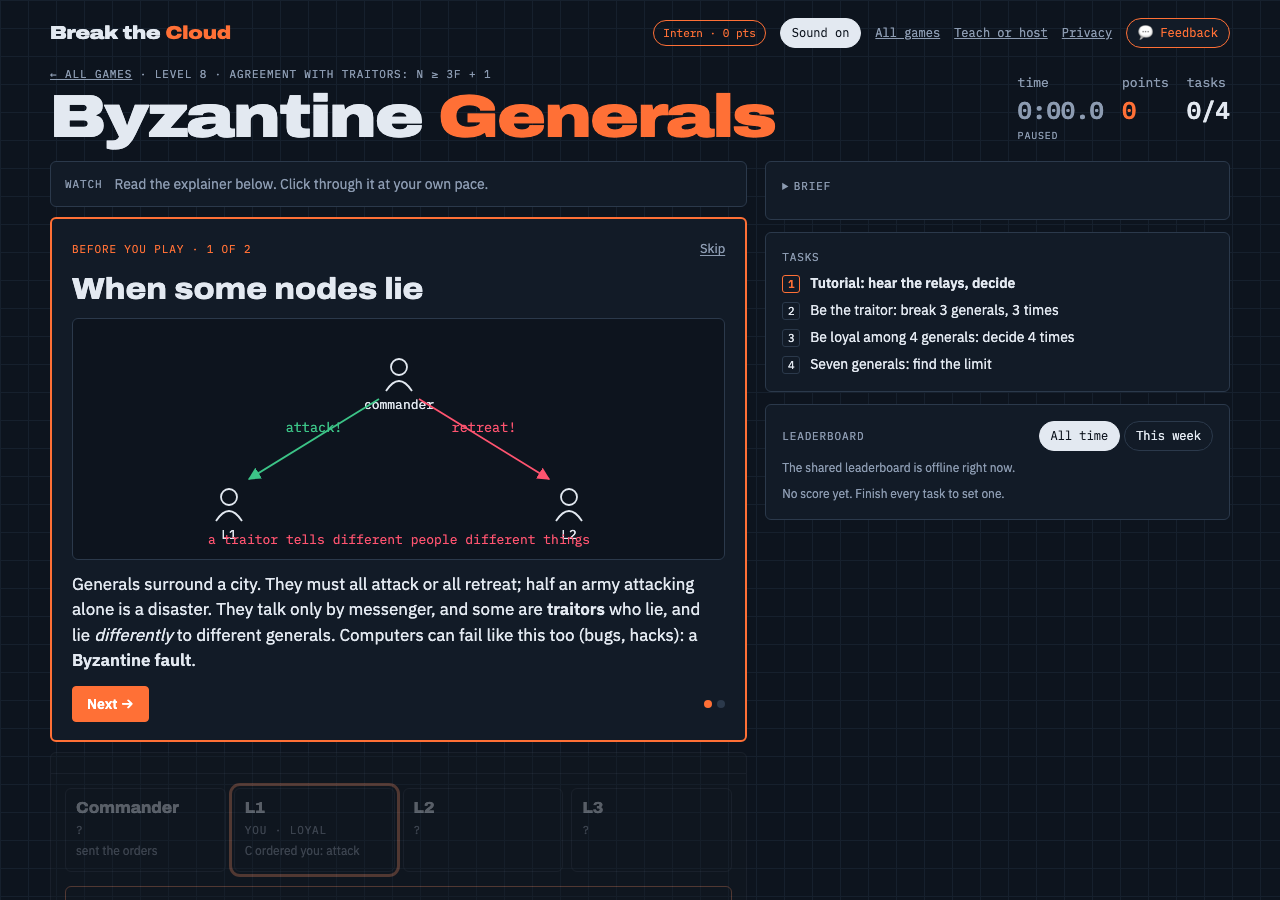 Break the Cloud
Intern · 0 pts
Sound on
All games
Teach or host
Privacy
💬 Feedback
← ALL GAMES · LEVEL 8 · AGREEMENT WITH TRAITORS: N ≥ 3F + 1
Byzantine Generals
time
0:00.0
PAUSED
points
0
tasks
0/4
WATCH Read the explainer below. Click through it at your own pace.
BEFORE YOU PLAY · 1 OF 2
Skip
When some nodes lie
commander
attack!
retreat!
L1
L2
a traitor tells different people different things
Generals surround a city. They must all attack or all retreat; half an army attacking
alone is a disaster. They talk only by messenger, and some are traitors who lie, and
lie differently to different generals. Computers can fail like this too (bugs, hacks): a
Byzantine fault.
Next →
Commander
?
sent the orders
L1
YOU · LOYAL
C ordered you: attack
L2
?
L3
?
▶ BRIEF
TASKS
1 Tutorial: hear the relays, decide
2 Be the traitor: break 3 generals, 3 times
3 Be loyal among 4 generals: decide 4 times
4 Seven generals: find the limit
LEADERBOARD
All time
This week
The shared leaderboard is offline right now.
No score yet. Finish every task to set one.